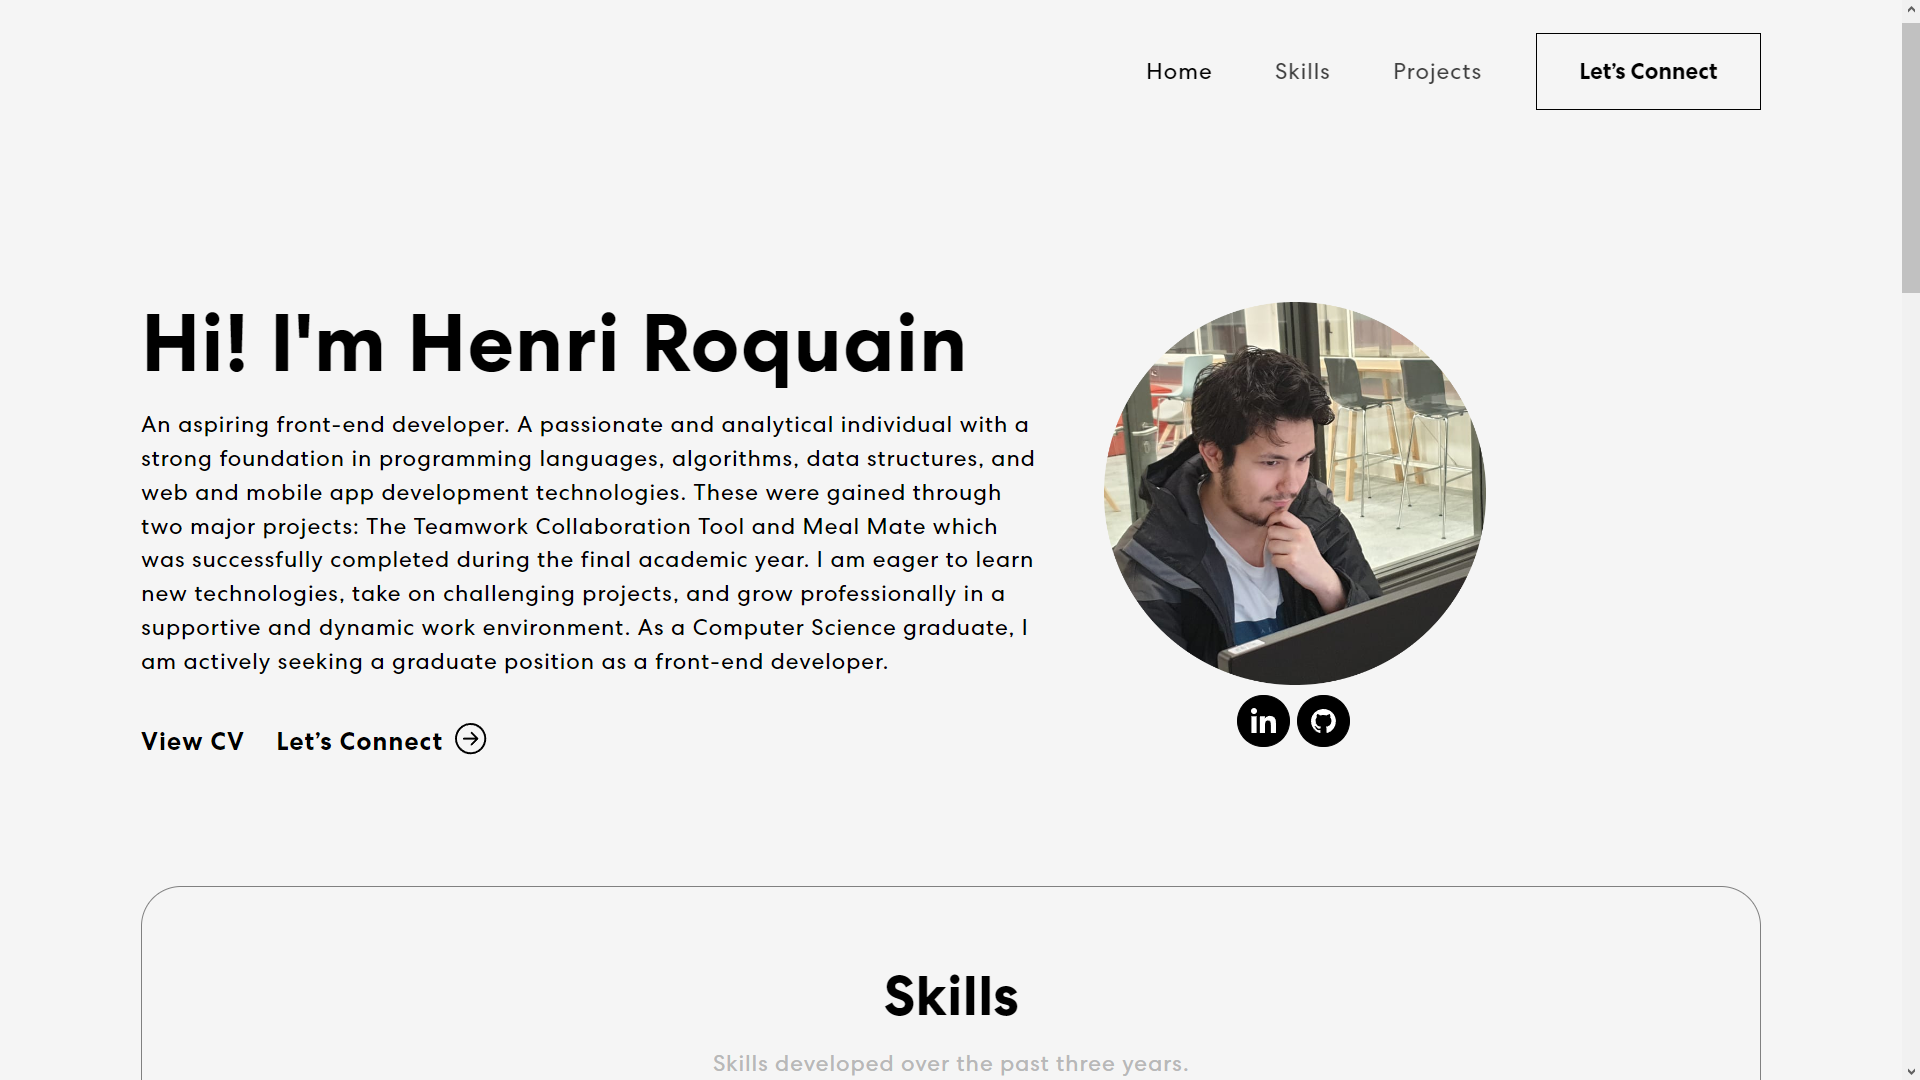 Home Skills Projects Let’s Connect
Hi! I'm Henri Roquain
An aspiring front-end developer. A passionate and analytical individual with a
strong foundation in programming languages, algorithms, data structures, and
web and mobile app development technologies. These were gained through
two major projects: The Teamwork Collaboration Tool and Meal Mate which
was successfully completed during the final academic year. I am eager to learn
new technologies, take on challenging projects, and grow professionally in a
supportive and dynamic work environment. As a Computer Science graduate, I
am actively seeking a graduate position as a front-end developer.
in
View CV Let’s Connect
Skills
Skills developed over the past three years.